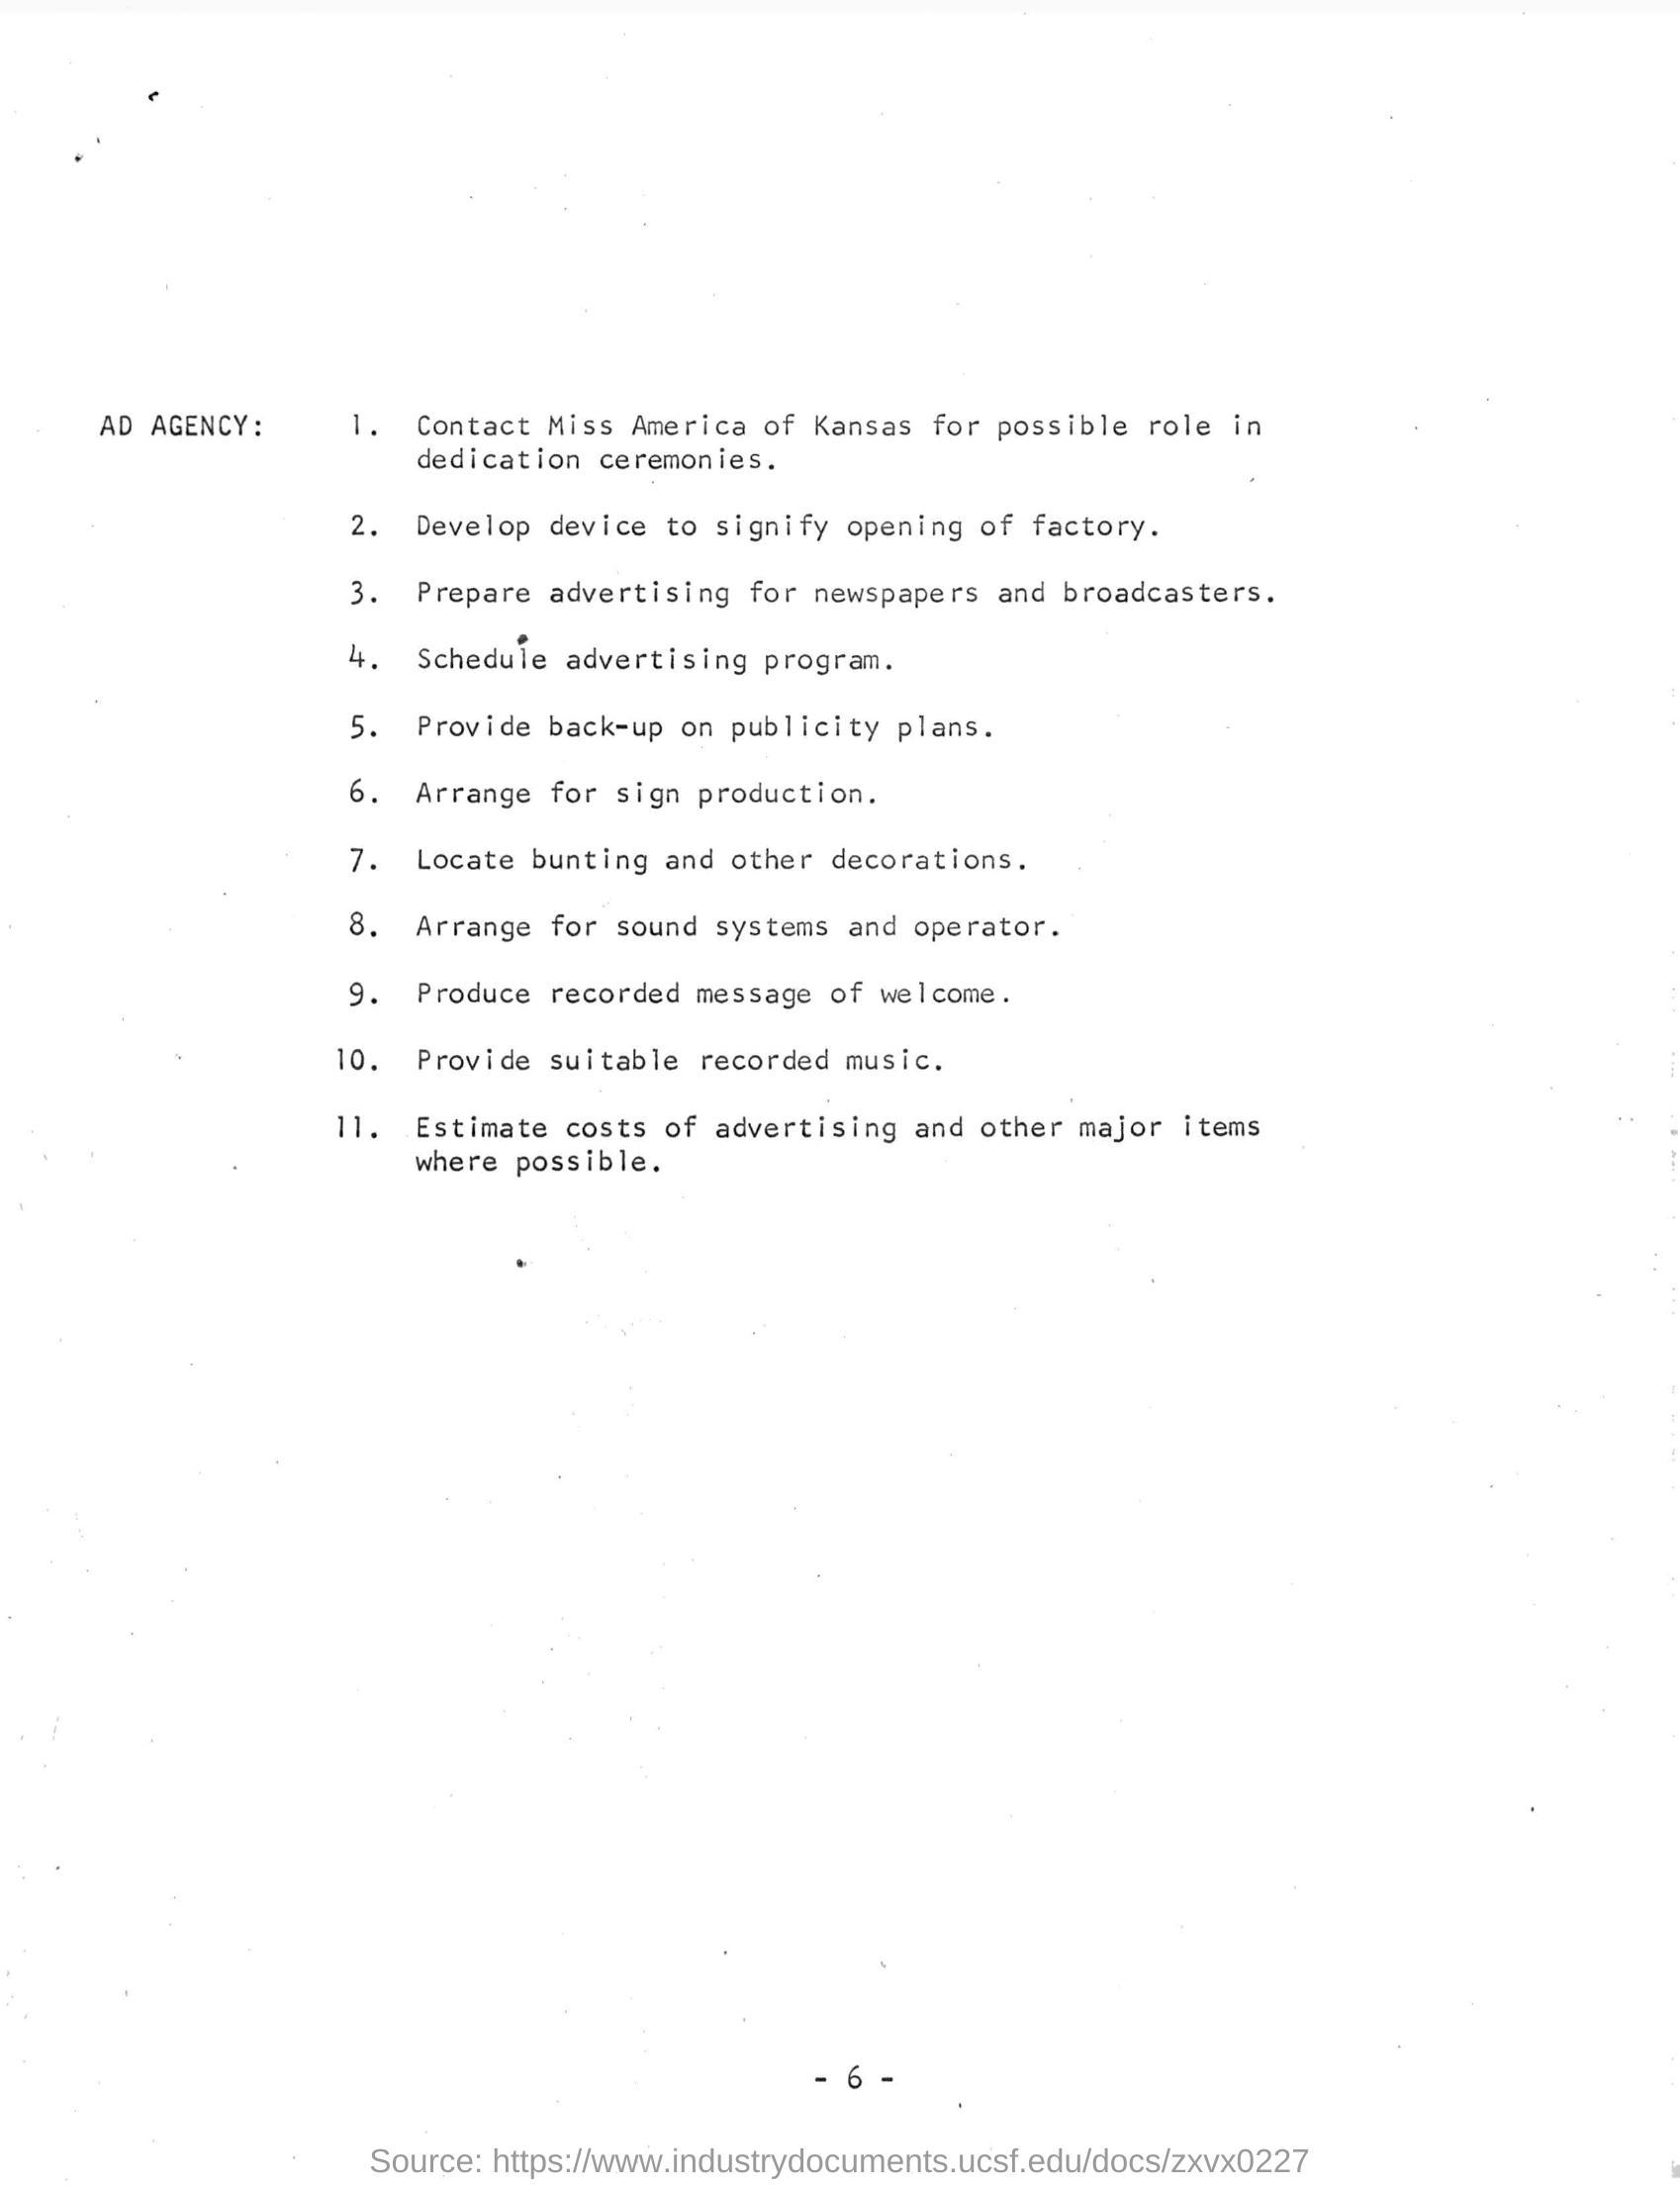 AD AGENCY: 1. Contact Miss America of Kansas for possible role in
dedication ceremonies.
2. Develop device to signify opening of factory.
3. Prepare advertising for newspapers and broadcasters.
4. Schedule advertising program.
5. Provide back-up on publicity plans.
6. Arrange for sign production.
7. Locate bunting and other decorations.
8. Arrange for sound systems and operator.
9. Produce recorded message of welcome.
10. Provide suitable recorded music.
11. Estimate costs of advertising and other major items
where possible.
- 6 -
Source: https://www.industrydocuments.ucsf.edu/docs/zxvx0227